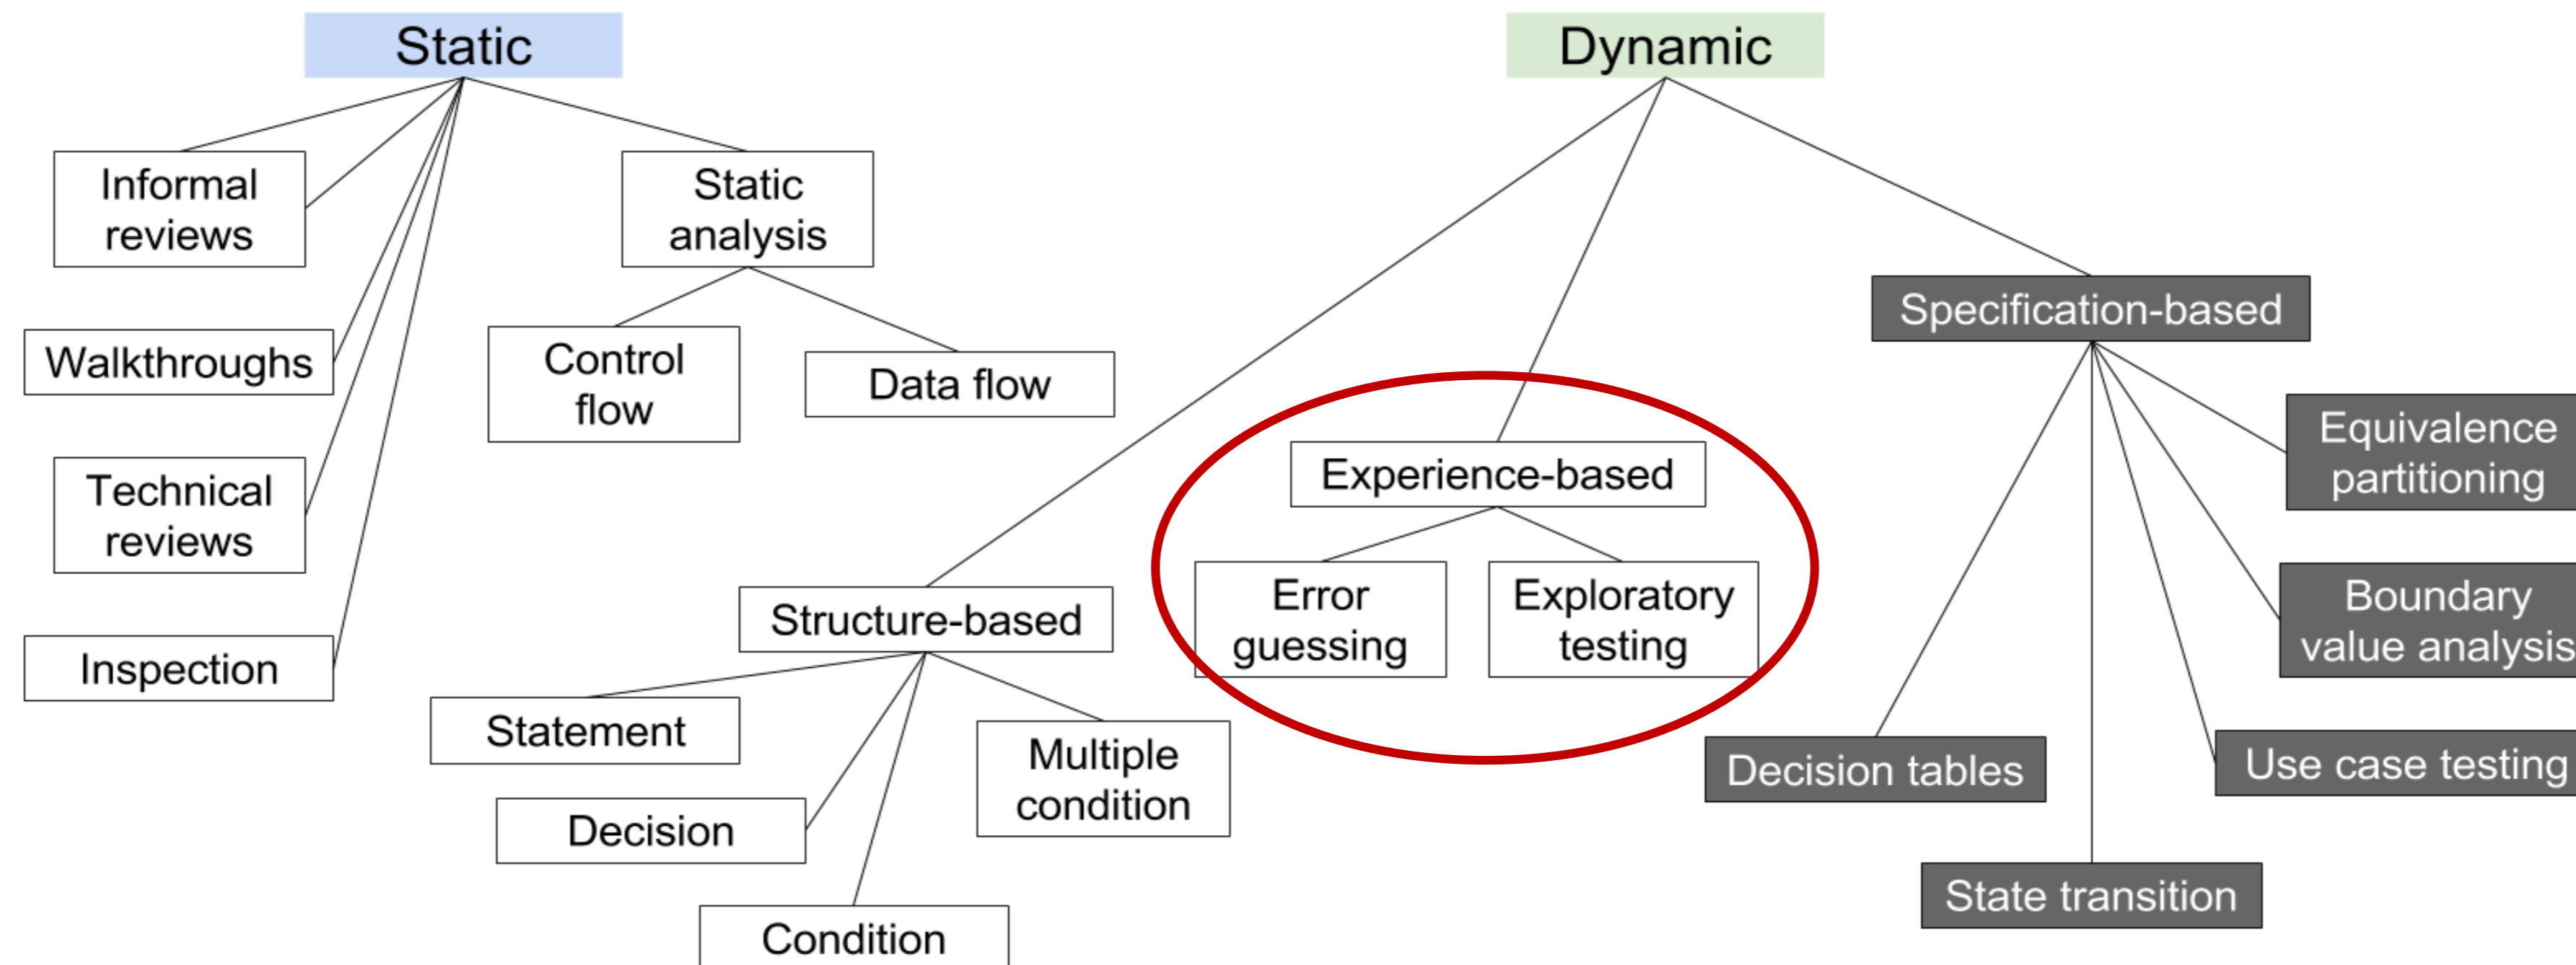 Static
Dynamic
Informal
reviews
Static
analysis
Specification-based
Walkthroughs
Control
flow
Data flow
Equivalence
partitioning
Experience-based
Technical
reviews
Error
guessing
Exploratory
testing
Boundary
value analysis
Structure-based
Inspection
Statement
Multiple
condition
Decision tables
Use case testing
Decision
State transition
Condition